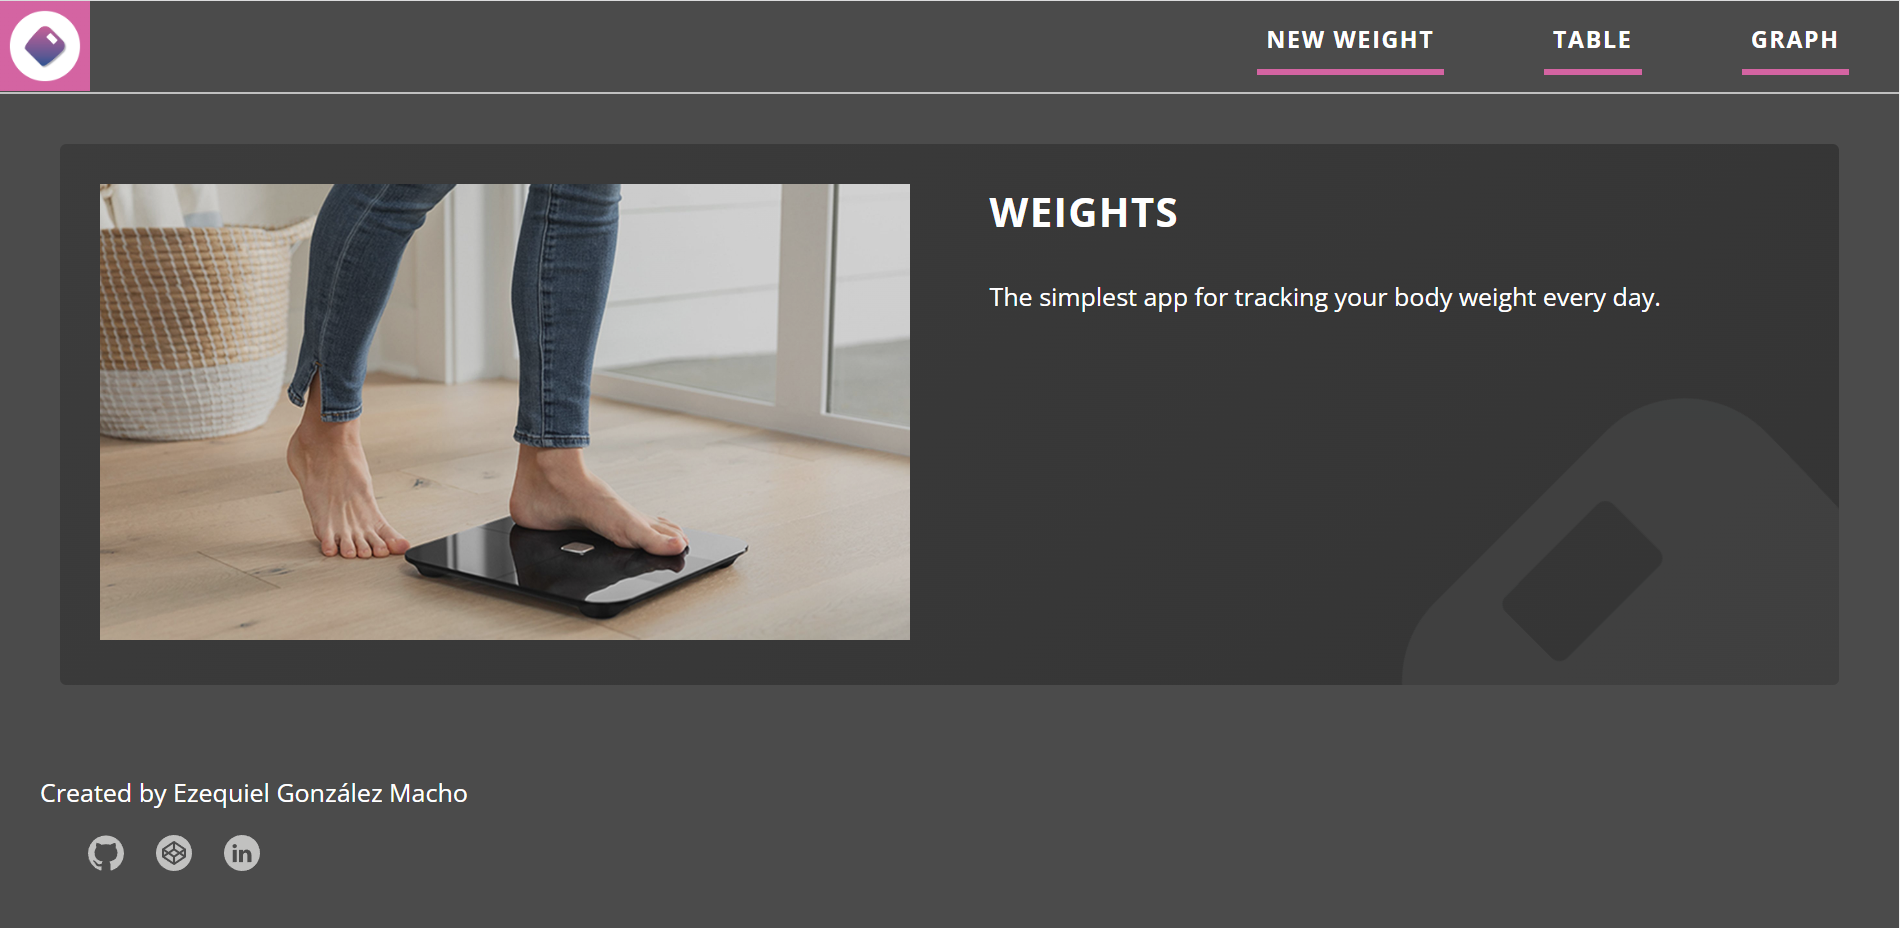 NEW WEIGHT TABLE GRAPH
WEIGHTS
The simplest app for tracking your body weight every day.
Created by Ezequiel González Macho
in